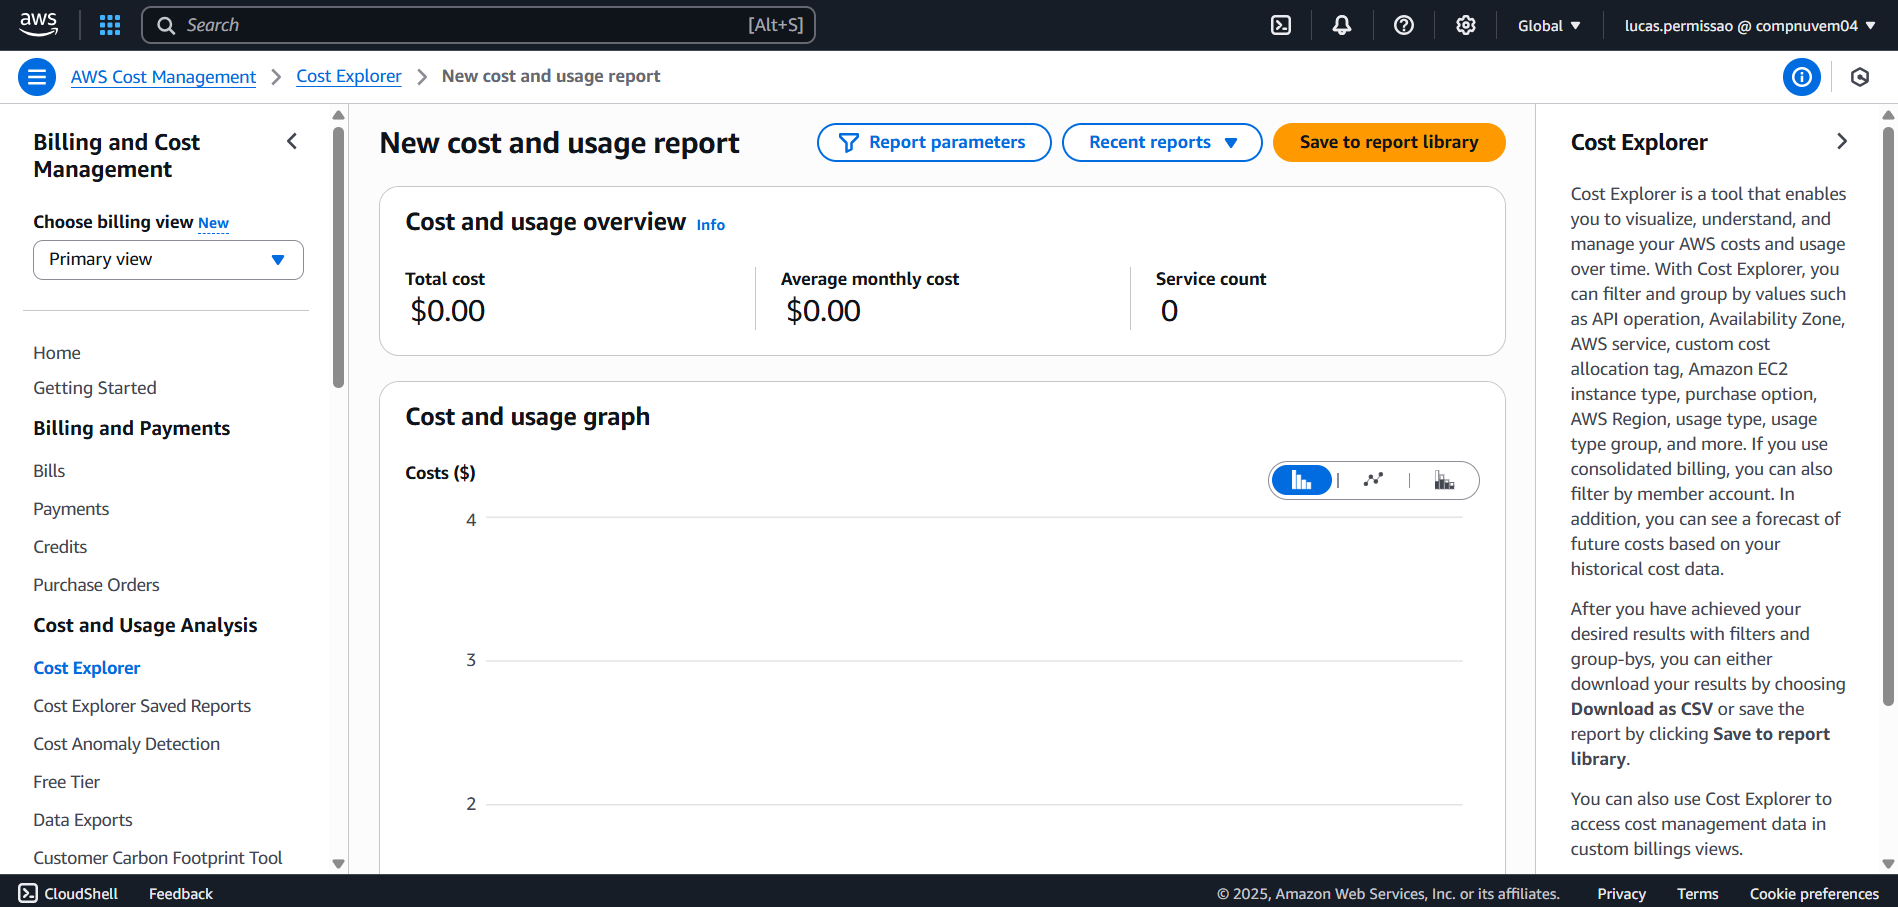 aws
Search
[Alt+S]
Global
lucas.permissao @ compnuvem04
AWS Cost Management
Cost Explorer
New cost and usage report
Billing and Cost
Management
Choose billing view New
Primary view
Home
Getting Started
Billing and Payments
Bills
Payments
Credits
Purchase Orders
Cost and Usage Analysis
Cost Explorer
Cost Explorer Saved Reports
Cost Anomaly Detection
Free Tier
Data Exports
Customer Carbon Footprint Tool
New cost and usage report
Report parameters
Recent reports
Save to report library
Cost and usage overview Info
Total cost
$0.00
Average monthly cost
$0.00
Service count
0
Cost and usage graph
Costs ($)
4
3
2
Cost Explorer
Cost Explorer is a tool that enables
you to visualize, understand, and
manage your AWS costs and usage
over time. With Cost Explorer, you
can filter and group by values such
as API operation, Availability Zone,
AWS service, custom cost
allocation tag, Amazon EC2
instance type, purchase option,
AWS Region, usage type, usage
type group, and more. If you use
consolidated billing, you can also
filter by member account. In
addition, you can see a forecast of
future costs based on your
historical cost data.
After you have achieved your
desired results with filters and
group-bys, you can either
download your results by choosing
Download as CSV or save the
report by clicking Save to report
library.
You can also use Cost Explorer to
access cost management data in
custom billings views.
CloudShell
Feedback
© 2025, Amazon Web Services, Inc. or its affiliates.
Privacy
Terms
Cookie preferences